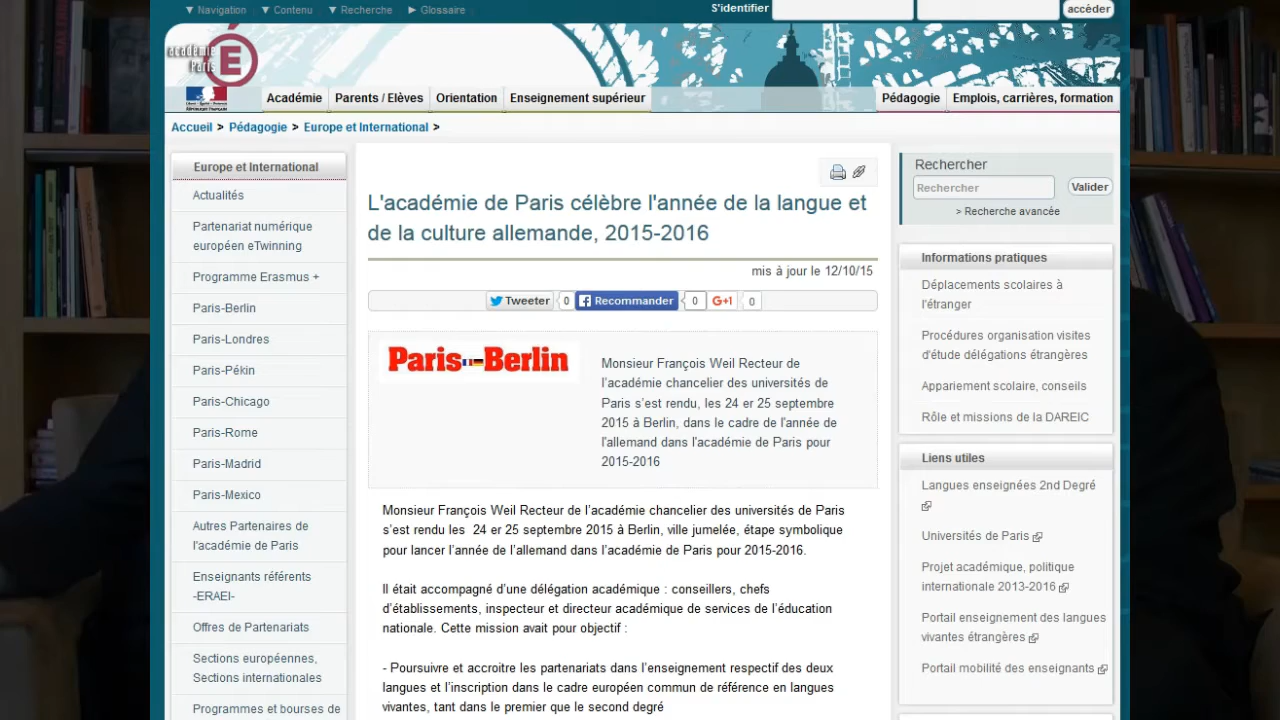 ▼ Navigation ▼ Contenu ▼ Recherche ► Glossaire
S'identifier
accèder
académie
Paris
É
Académie
Parents / Elèves
Orientation
Enseignement supérieur
Pédagogie
Emplois, carrières, formation
Accueil > Pédagogie > Europe et International >
Europe et International
Actualités
Partenariat numérique
européen eTwinning
Programme Erasmus +
Paris-Berlin
Paris-Londres
Paris-Pékin
Paris-Chicago
Paris-Rome
Paris-Madrid
Paris-Mexico
Autres Partenaires de
l'académie de Paris
Enseignants référents
-ERAEI-
Offres de Partenariats
Sections européennes,
Sections internationales
Programmes et bourses de
L'académie de Paris célèbre l'année de la langue et
de la culture allemande, 2015-2016
mis à jour le 12/10/15
Tweeter 0 Recommander 0 G+1 0
Paris-Berlin
Monsieur François Weil Recteur de
l’académie chancelier des universités de
Paris s’est rendu, les 24 er 25 septembre
2015 à Berlin, dans le cadre de l'année de
l'allemand dans l'académie de Paris pour
2015-2016
Monsieur François Weil Recteur de l’académie chancelier des universités de Paris
s’est rendu les 24 er 25 septembre 2015 à Berlin, ville jumelée, étape symbolique
pour lancer l’année de l’allemand dans l’académie de Paris pour 2015-2016.
Il était accompagné d’une délégation académique : conseillers, chefs
d’établissements, inspecteur et directeur académique de services de l’éducation
nationale. Cette mission avait pour objectif :
- Poursuivre et accroitre les partenariats dans l’enseignement respectif des deux
langues et l’inscription dans le cadre européen commun de référence en langues
vivantes, tant dans le premier que le second degré
Rechercher
Rechercher
Valider
> Recherche avancée
Informations pratiques
Déplacements scolaires à
l'étranger
Procédures organisation visites
d'étude délégations étrangères
Appariement scolaire, conseils
Rôle et missions de la DAREIC
Liens utiles
Langues enseignées 2nd Degré
Universités de Paris
Projet académique, politique
internationale 2013-2016
Portail enseignement des langues
vivantes étrangères
Portail mobilité des enseignants